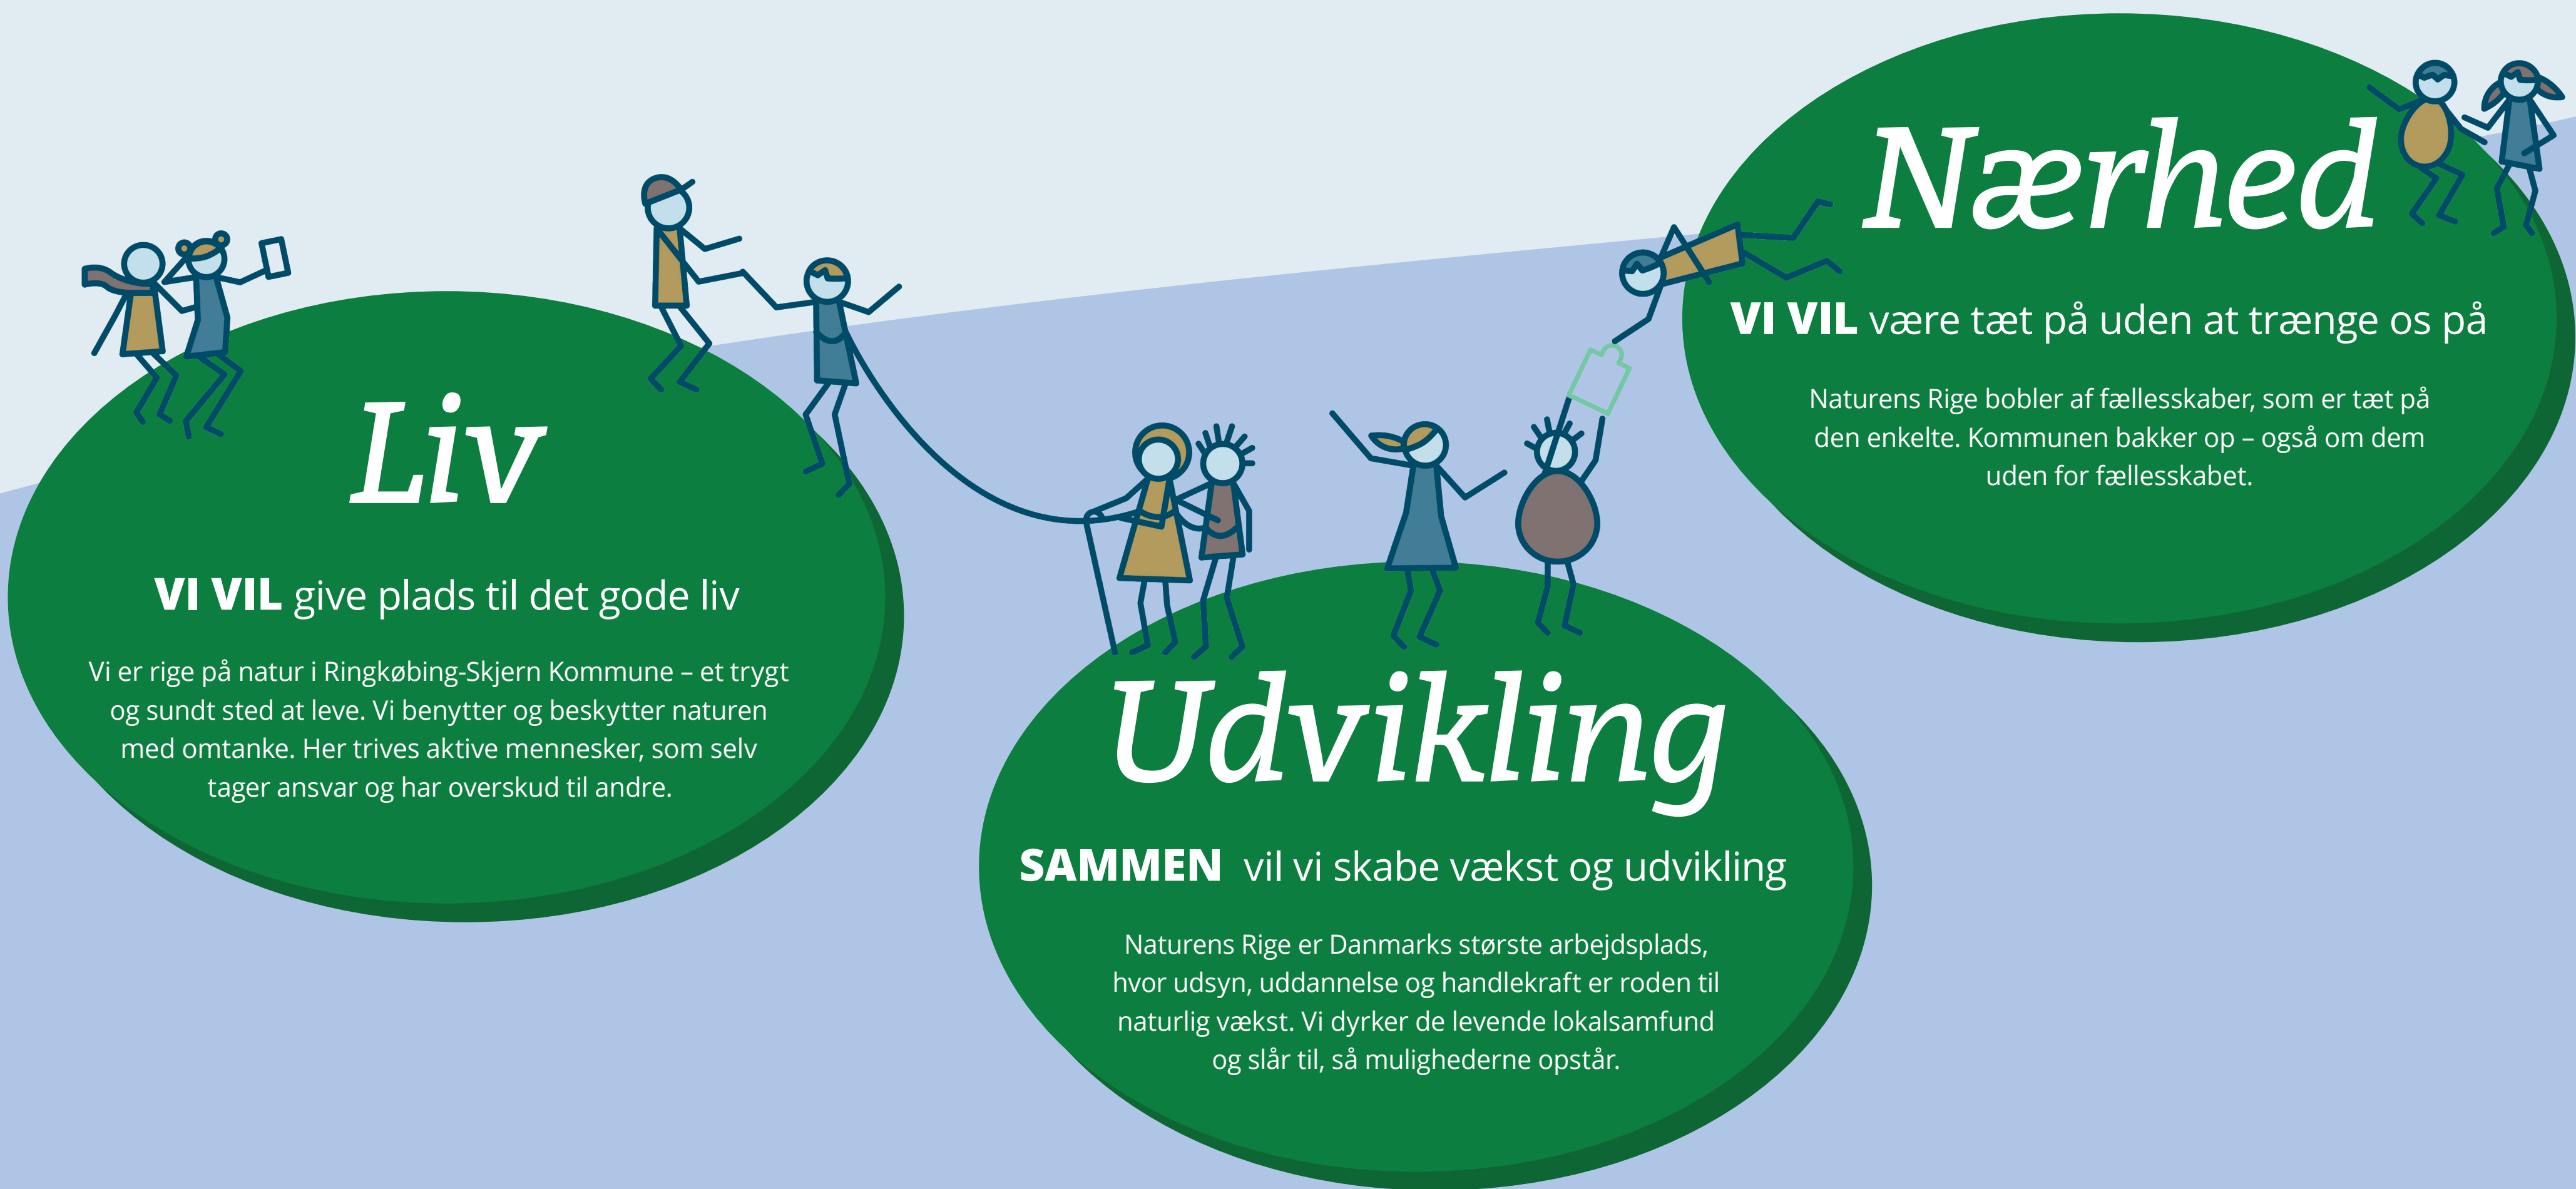 Liv
VI VIL give plads til det gode liv
Vi er rige på natur i Ringkøbing-Skjern Kommune – et trygt
og sundt sted at leve. Vi benytter og beskytter naturen
med omtanke. Her trives aktive mennesker, som selv
tager ansvar og har overskud til andre.
Udvikling
SAMMEN vil vi skabe vækst og udvikling
Naturens Rige er Danmarks største arbejdsplads,
hvor udsyn, uddannelse og handlekraft er roden til
naturlig vækst. Vi dyrker de levende lokalsamfund
og slår til, så mulighederne opstår.
Nærhed
VI VIL være tæt på uden at trænge os på
Naturens Rige bobler af fællesskaber, som er tæt på
den enkelte. Kommunen bakker op – også om dem
uden for fællesskabet.